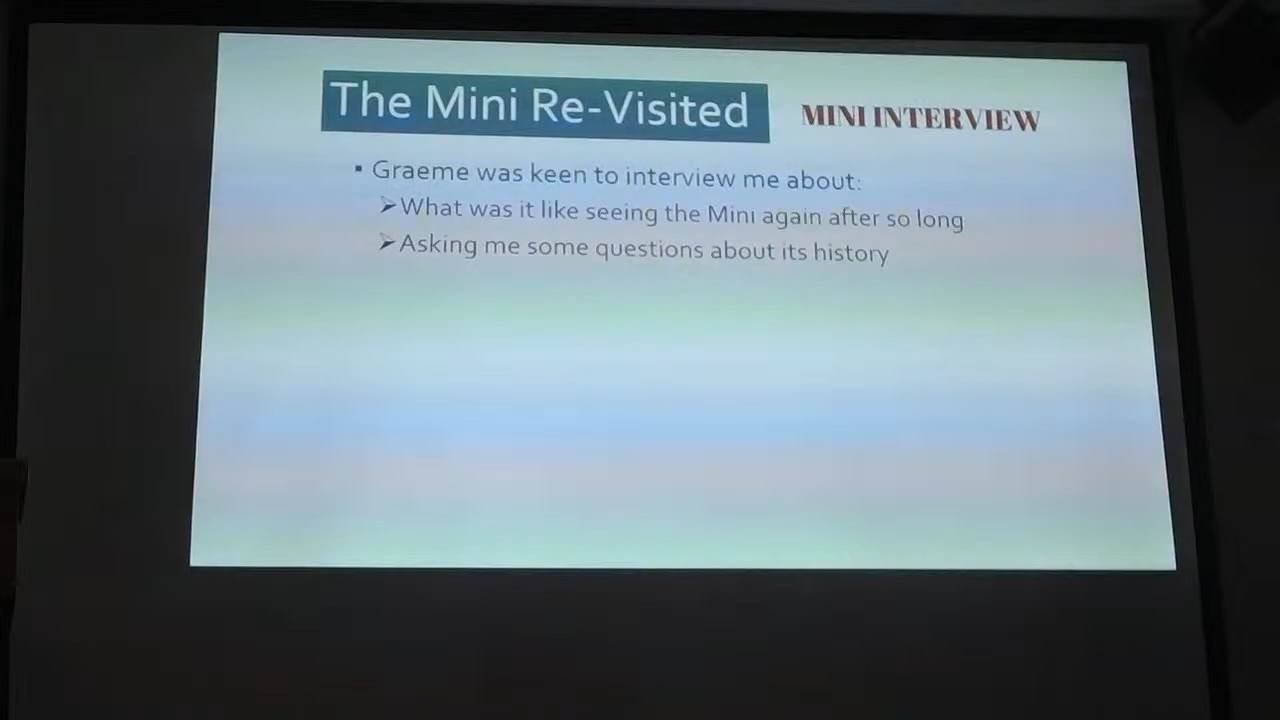 The Mini Re-Visited
MINI INTERVIEW
▪ Graeme was keen to interview me about:
➢What was it like seeing the Mini again after so long
➢Asking me some questions about its history